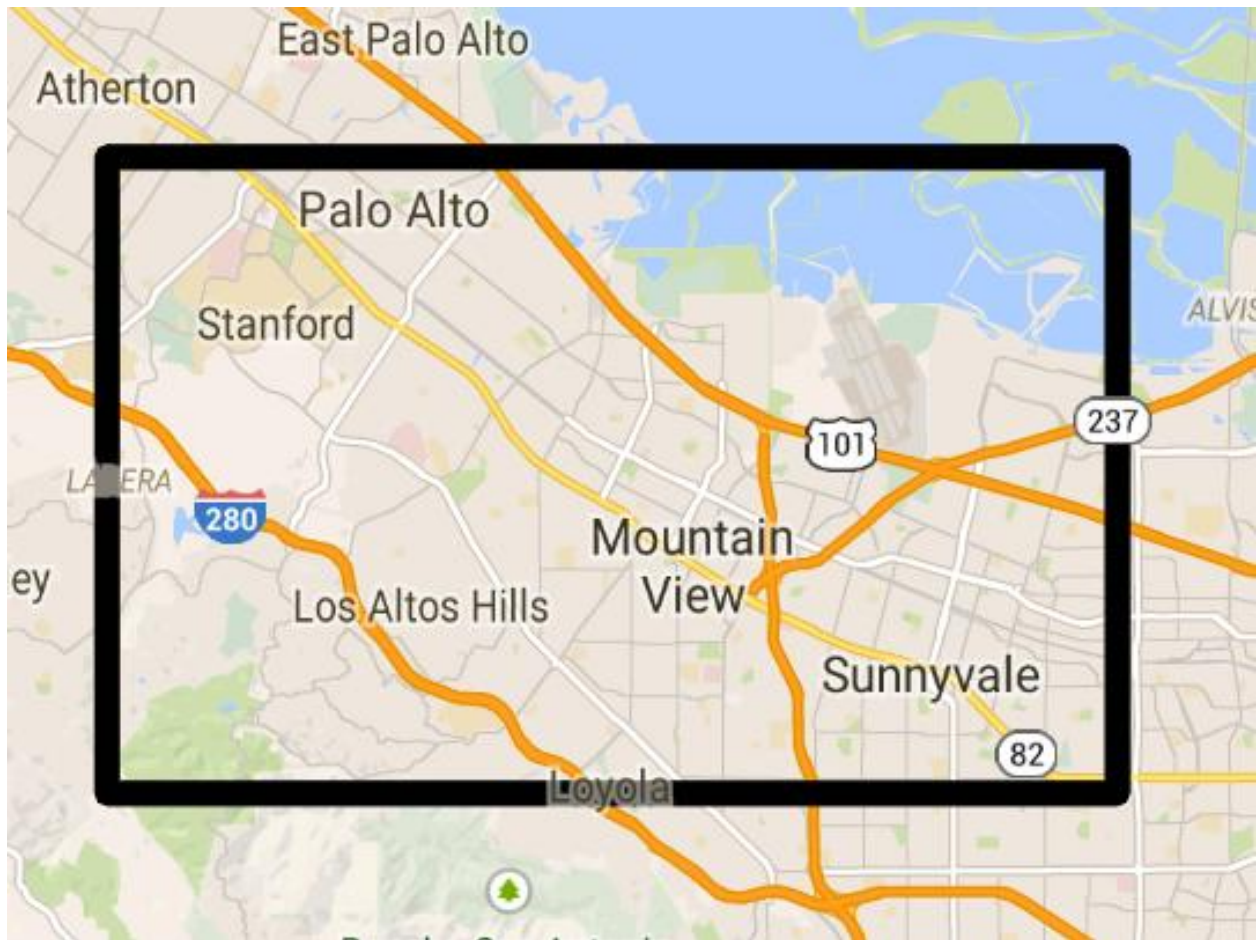 East Palo Alto
Atherton
Palo Alto
Stanford
ALVIS
237
101
280
Mountain
View
ey
Los Altos Hills
Sunnyvale
82
Loyola